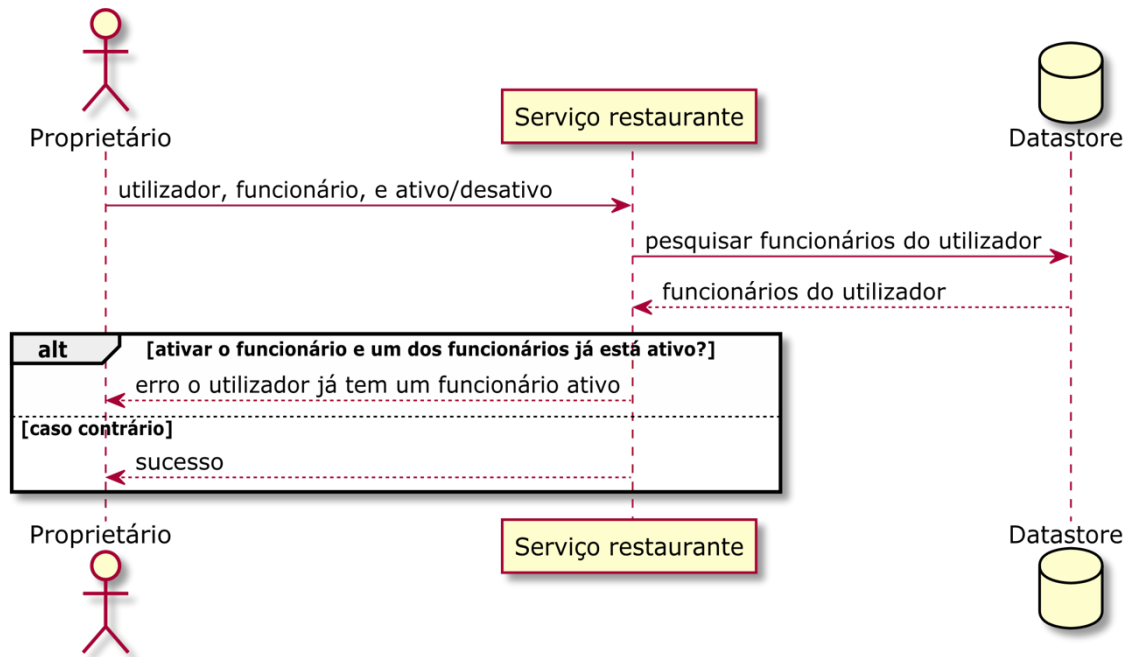 Proprietário
Serviço restaurante
Datastore
utilizador, funcionário, e ativo/desativo
pesquisar funcionários do utilizador
funcionários do utilizador
alt [ativar o funcionário e um dos funcionários já está ativo?]
erro o utilizador já tem um funcionário ativo
[caso contrário]
sucesso
Proprietário
Serviço restaurante
Datastore